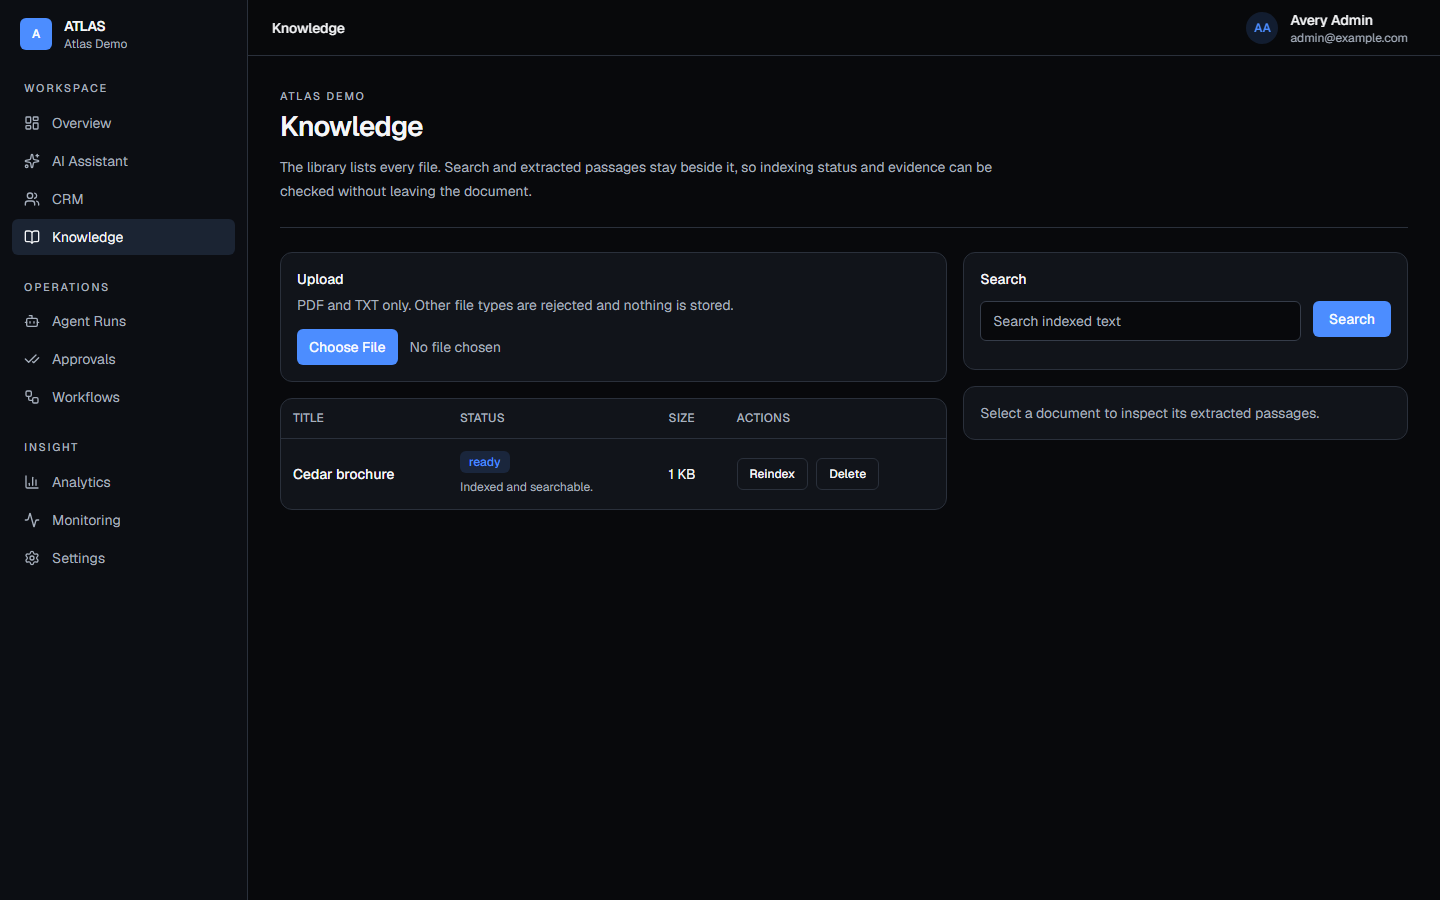 A
ATLAS
Atlas Demo
WORKSPACE
Overview
AI Assistant
CRM
Knowledge
OPERATIONS
Agent Runs
Approvals
Workflows
INSIGHT
Analytics
Monitoring
Settings
Knowledge
AA
Avery Admin
admin@example.com
ATLAS DEMO
Knowledge
The library lists every file. Search and extracted passages stay beside it, so indexing status and evidence can be
checked without leaving the document.
Upload
PDF and TXT only. Other file types are rejected and nothing is stored.
Choose File No file chosen
TITLE STATUS SIZE ACTIONS
Cedar brochure ready 1 KB Reindex Delete
Indexed and searchable.
Search
Search indexed text Search
Select a document to inspect its extracted passages.